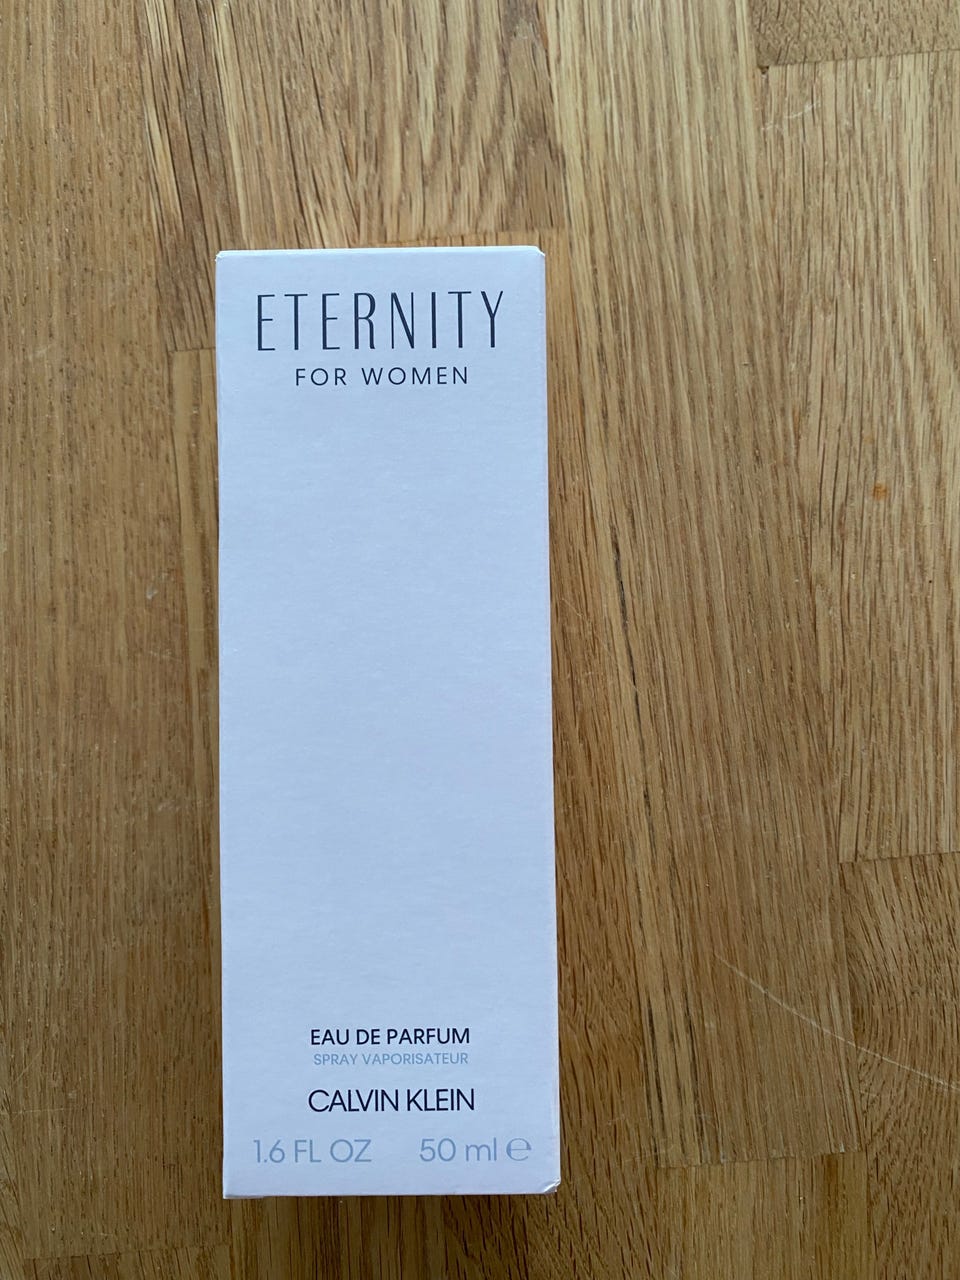 ETERNITY
FOR WOMEN
EAU DE PARFUM
SPRAY VAPORISATEUR
CALVIN KLEIN
1.6 FL OZ 50 ml ℮